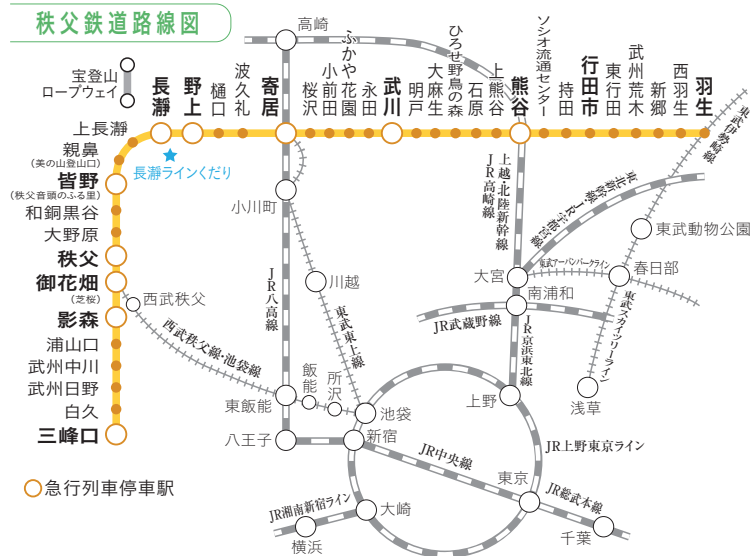 秩父鉄道路線図
高崎
宝登山
ロープウェイ
長瀞
野上
樋口
波久礼
寄居
桜沢
小前田
ふかや花園
永田
武川
明戸
大麻生
ひろせ野鳥の森
石原
上熊谷
熊谷
ソシオ流通センター
持田
行田市
東行田
武州荒木
新郷
西羽生
羽生
上長瀞
親鼻
(美の山登山口)
皆野
(秩父音頭のふる里)
和銅黒谷
大野原
秩父
御花畑
(芝桜)
影森
浦山口
武州中川
武州日野
白久
三峰口
長瀞ラインくだり
西武秩父
西武秩父線・池袋線
小川町
JR八高線
川越
東武東上線
飯能
所沢
東飯能
池袋
八王子
新宿
上越・北陸新幹線
JR高崎線
東北新幹線・JR宇都宮線
東武伊勢崎線
東武動物公園
東武アーバンパークライン
大宮
春日部
南浦和
JR武蔵野線
JR京浜東北線
東武スカイツリーライン
浅草
上野
JR上野東京ライン
JR中央線
東京
JR総武本線
千葉
JR湘南新宿ライン
大崎
横浜
急行列車停車駅